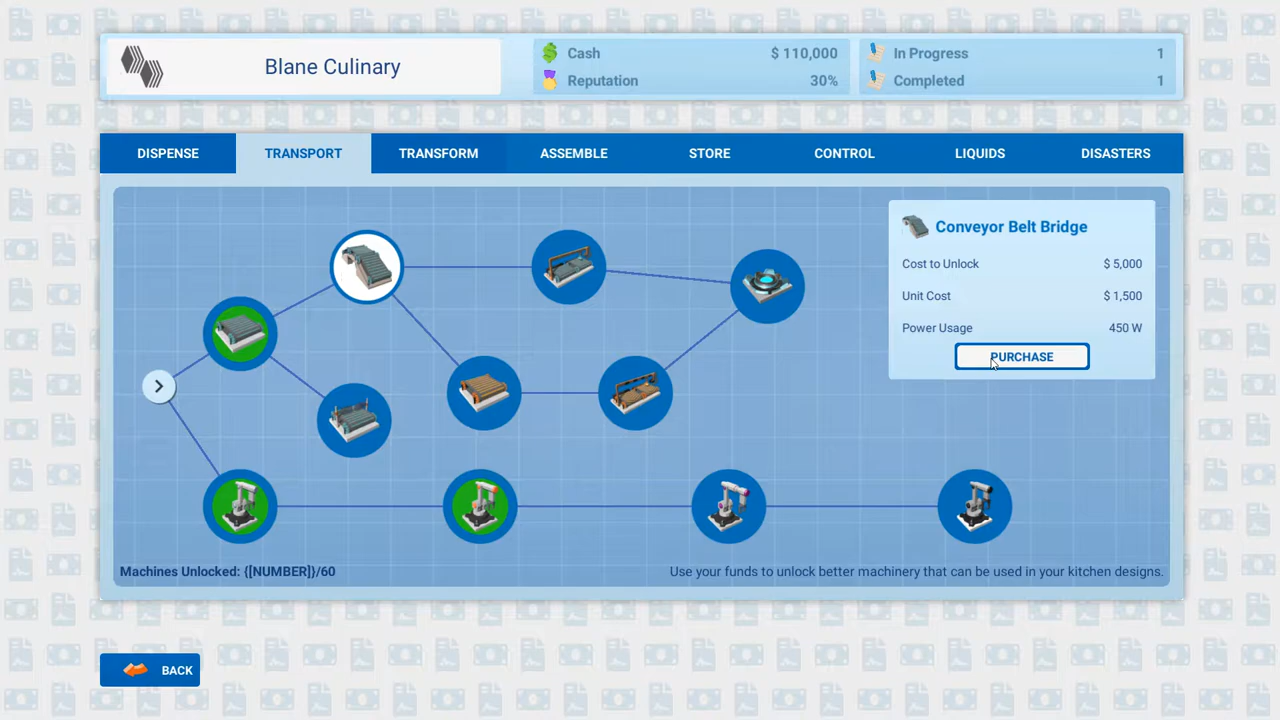 Blane Culinary
Cash $ 110,000
Reputation 30%
In Progress 1
Completed 1
DISPENSE TRANSPORT TRANSFORM ASSEMBLE STORE CONTROL LIQUIDS DISASTERS
Conveyor Belt Bridge
Cost to Unlock $ 5,000
Unit Cost $ 1,500
Power Usage 450 W
PURCHASE
Machines Unlocked: {[NUMBER]}/60
Use your funds to unlock better machinery that can be used in your kitchen designs.
BACK